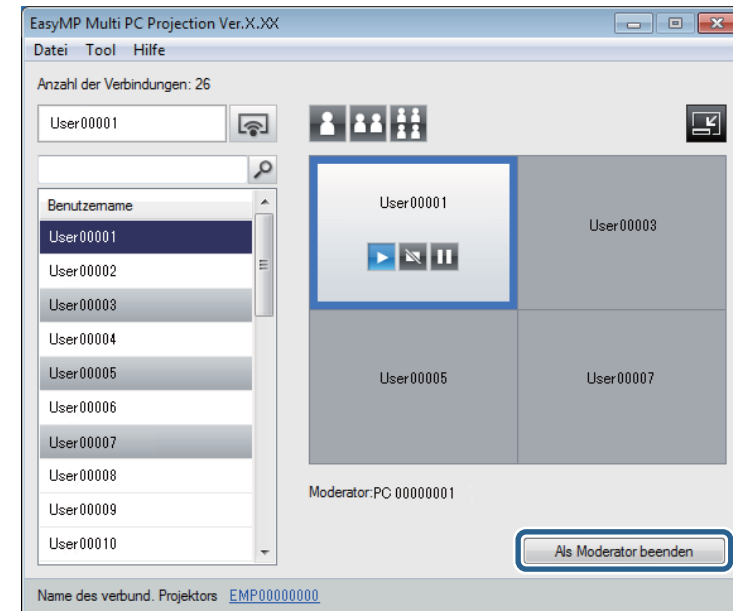 EasyMP Multi PC Projection Ver.X.XX
Datei Tool Hilfe
Anzahl der Verbindungen: 26
User00001
Benutzername
User00001
User00002
User00003
User00004
User00005
User00006
User00007
User00008
User00009
User00010
User00001
User00003
User00005
User00007
Moderator:PC 00000001
Als Moderator beenden
Name des verbund. Projektors EMP00000000